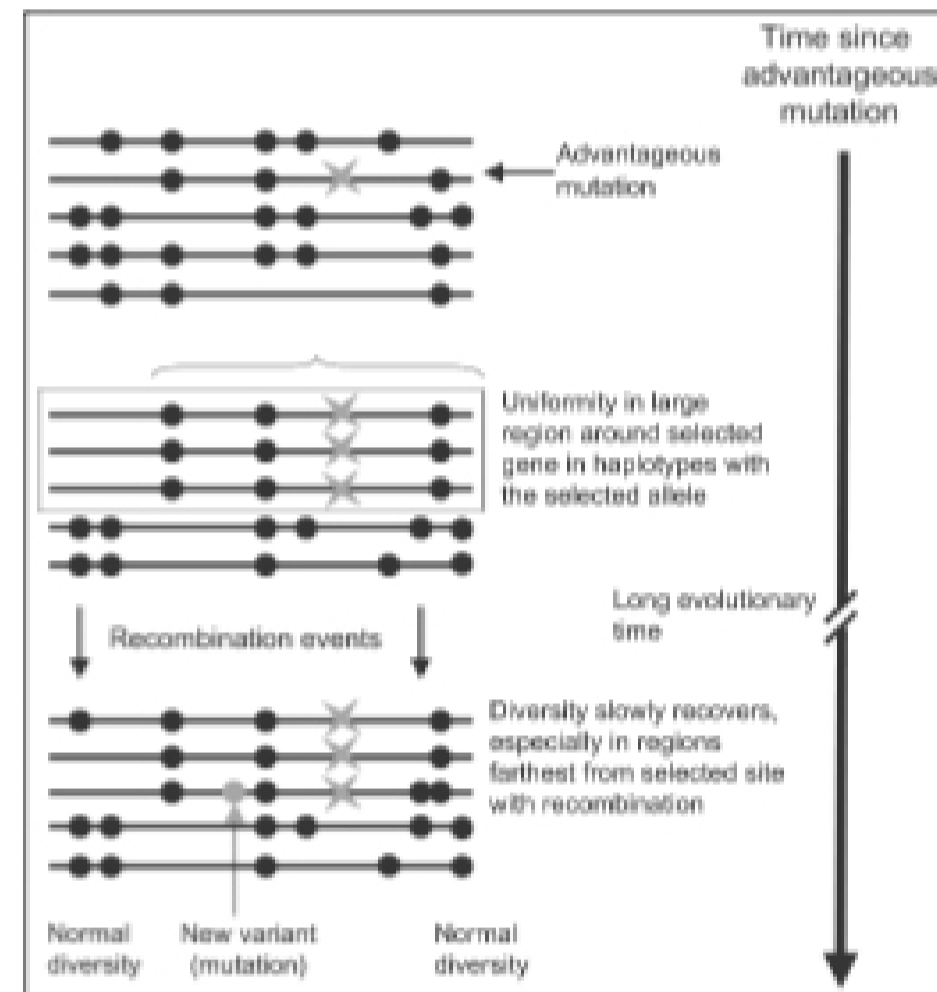 Time since
advantageous
mutation
Advantageous
mutation
Uniformity in large
region around selected
gene in haplotypes with
the selected allele
Long evolutionary
time
Recombination events
Diversity slowly recovers,
especially in regions
farthest from selected site
with recombination
Normal
diversity
New variant
(mutation)
Normal
diversity